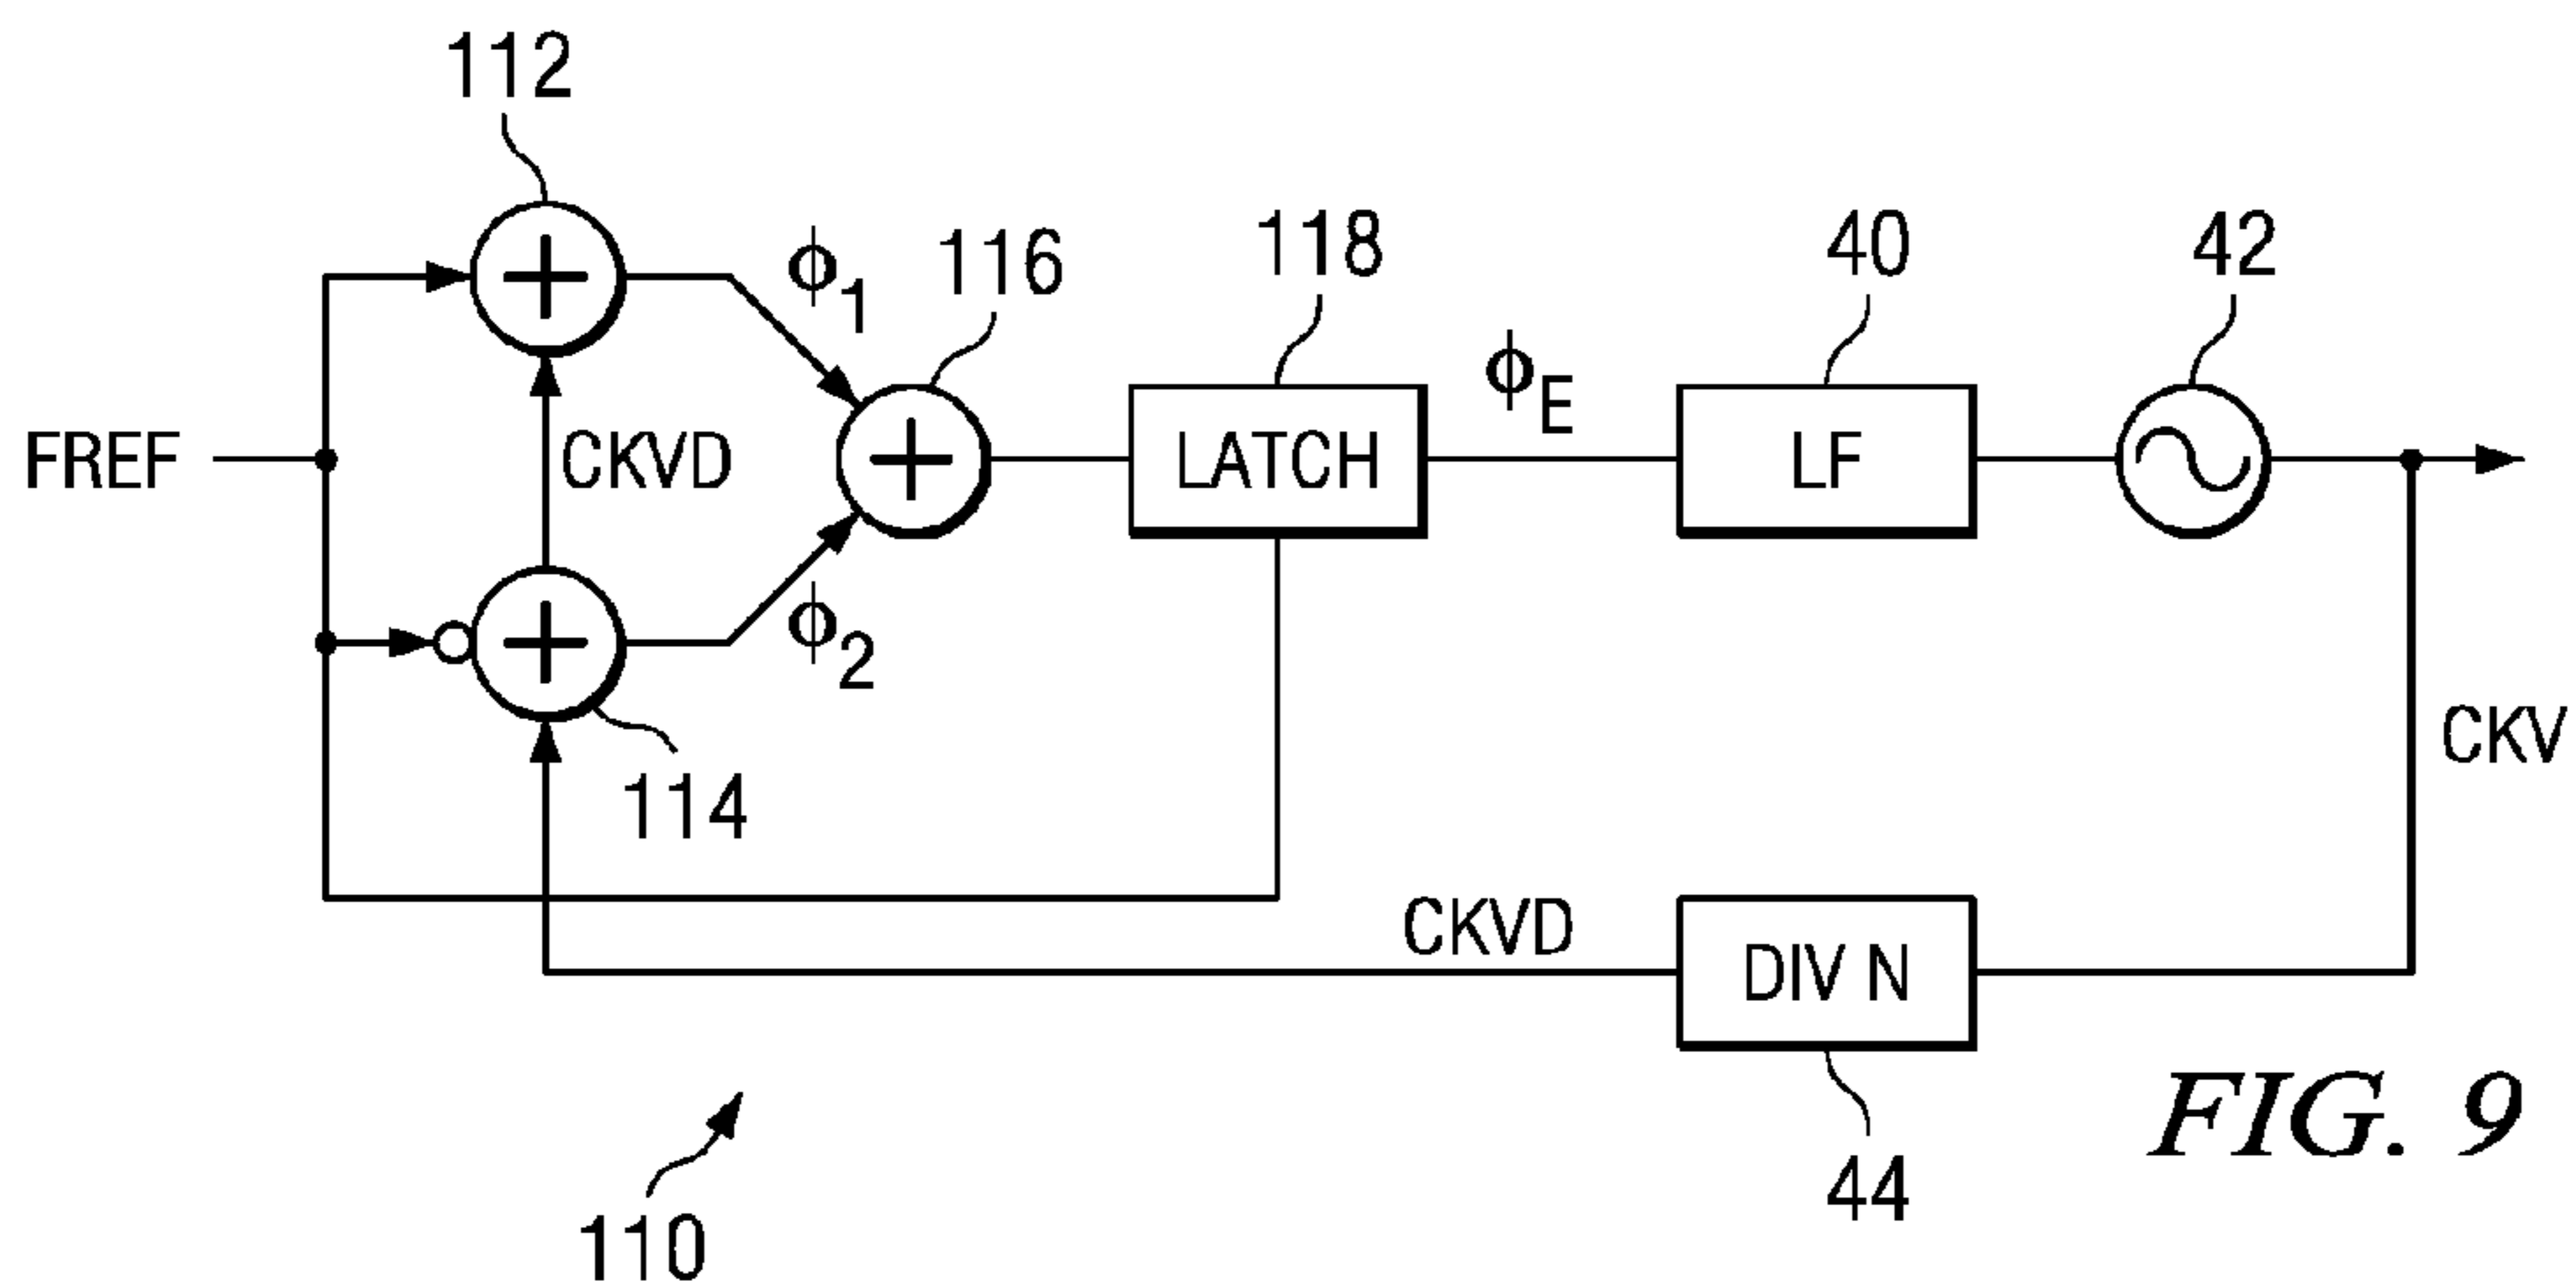 112
ϕ1
116
118
40
42
ϕE
FREF
CKVD
LATCH
LF
ϕ2
CKV
114
CKVD
DIV N
44
110
FIG. 9